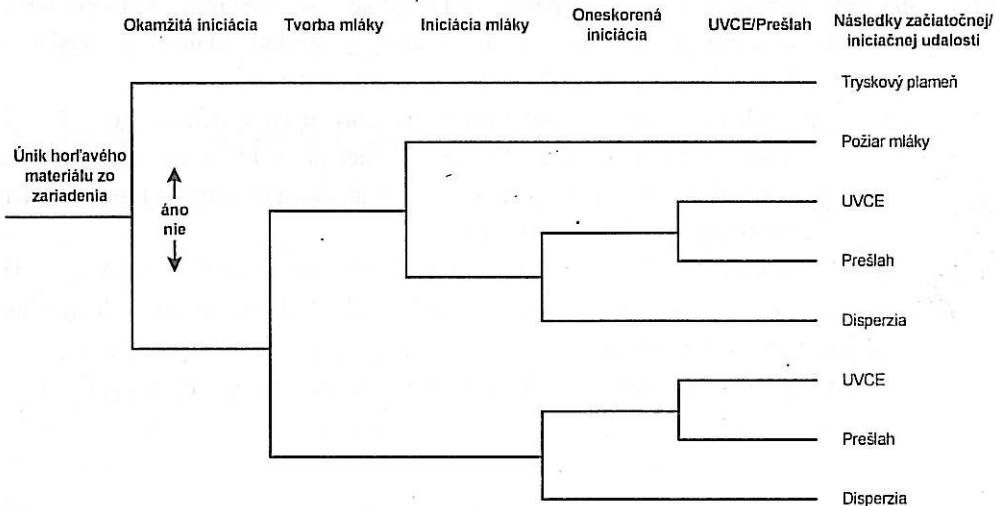 Okamžitá iniciácia
Tvorba mláky
Iniciácia mláky
Oneskorená
iniciácia
UVCE/Prešlah
Následky začiatočnej/
iniciačnej udalosti
Tryskový plameň
Požiar mláky
Únik horľavého
materiálu zo
zariadenia
áno
nie
UVCE
Prešlah
Disperzia
UVCE
Prešlah
Disperzia